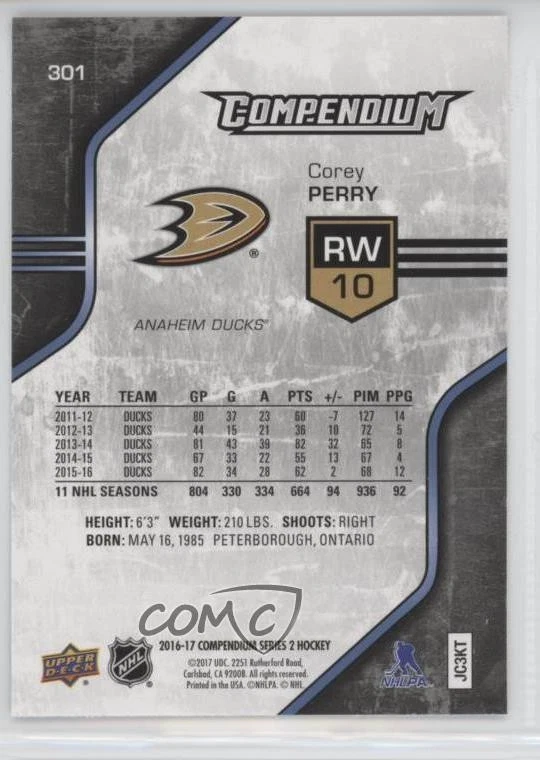 301
COMPENDIUM
Corey
PERRY
RW
10
®
ANAHEIM DUCKS®
YEAR TEAM GP G A PTS +/- PIM PPG
2011-12 DUCKS 80 37 23 60 -7 127 14
2012-13 DUCKS 44 15 21 36 10 72 5
2013-14 DUCKS 81 43 39 82 32 65 8
2014-15 DUCKS 67 33 22 55 13 67 4
2015-16 DUCKS 82 34 28 62 2 68 12
11 NHL SEASONS 804 330 334 664 94 936 92
HEIGHT: 6'3" WEIGHT: 210 LBS. SHOOTS: RIGHT
BORN: MAY 16, 1985 PETERBOROUGH, ONTARIO
COMC
2016-17 COMPENDIUM SERIES 2 HOCKEY
©2017 UDC. 2251 Rutherford Road,
Carlsbad, CA 92008. All rights reserved.
Printed in the USA. ©NHLPA. © NHL.
UPPER DECK
NHL
NHLPA
JC3KT